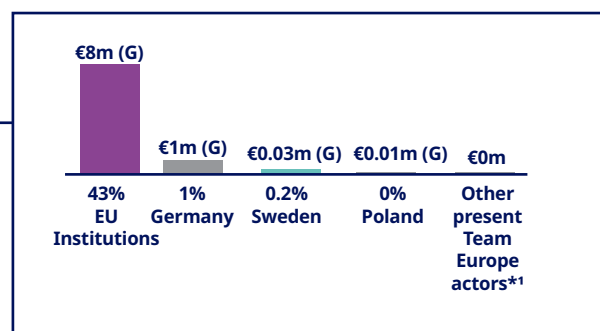 €8m (G)
€1m (G)
€0.03m (G)
€0.01m (G)
€0m
43%
EU
Institutions
1%
Germany
0.2%
Sweden
0%
Poland
Other
present
Team
Europe
actors*¹